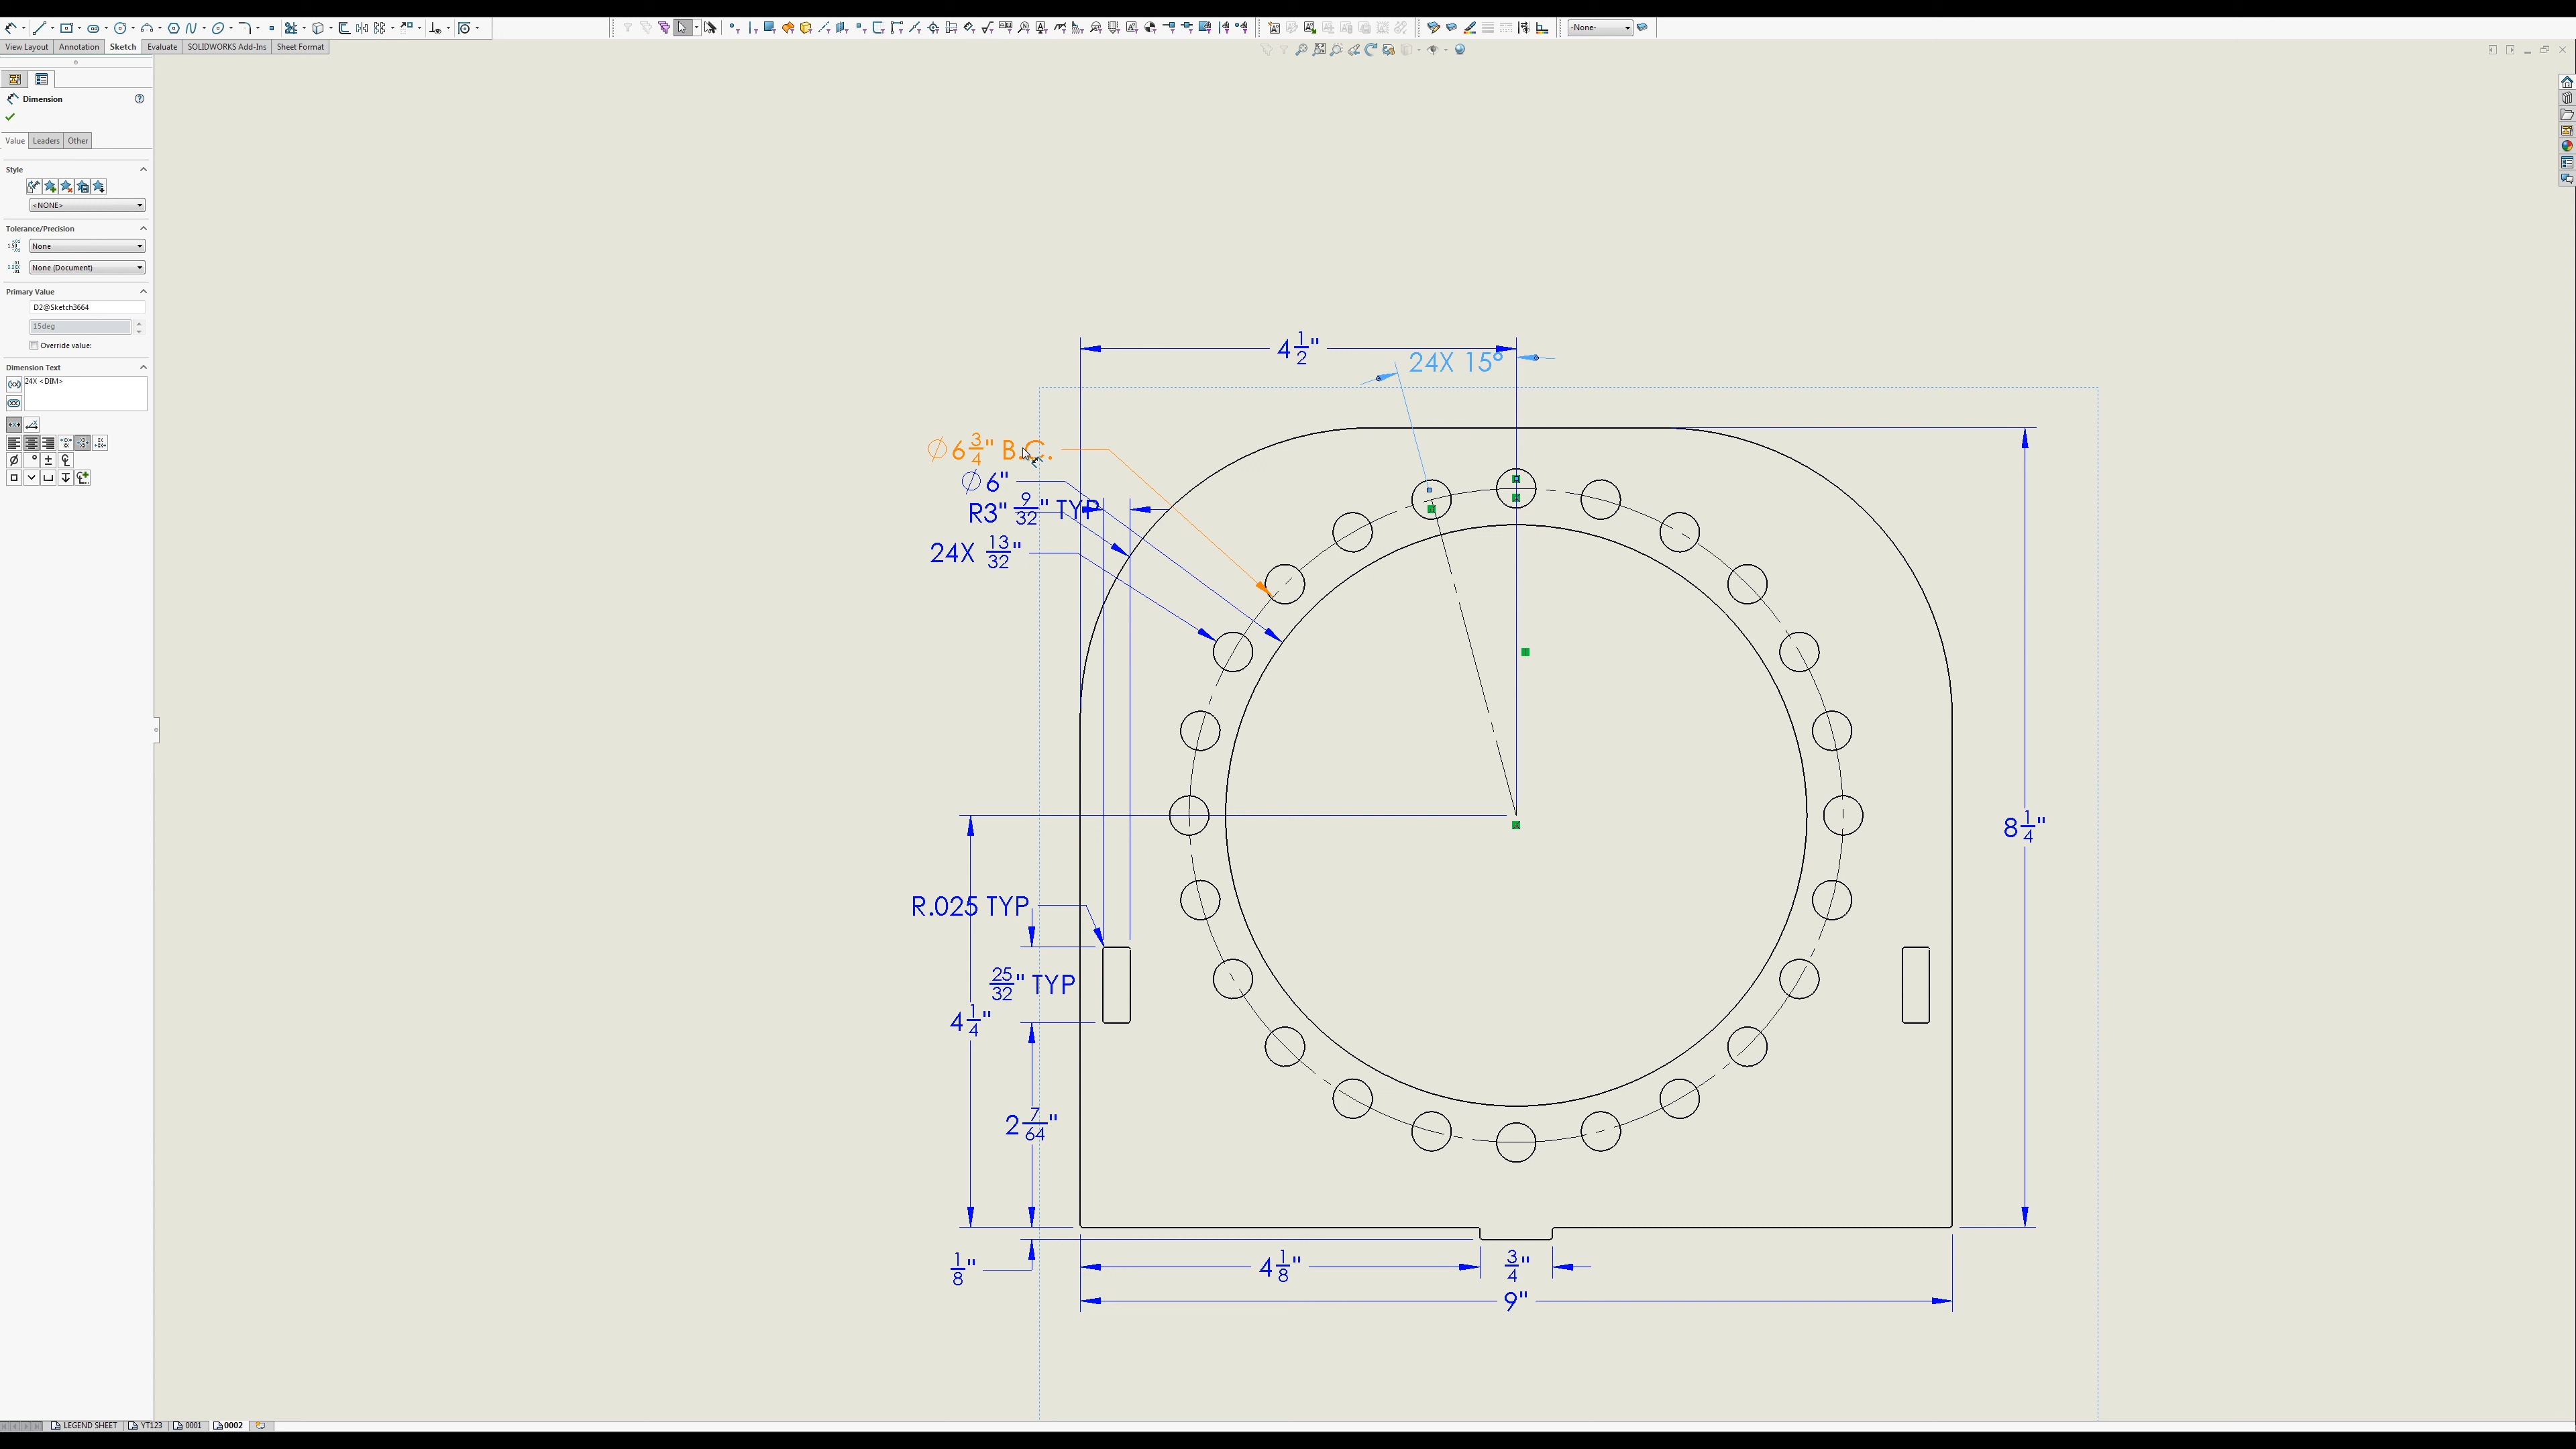 View Layout Annotation Sketch Evaluate SOLIDWORKS Add-Ins Sheet Format
-None-
Dimension
Value Leaders Other
Style
<NONE>
Tolerance/Precision
None
None (Document)
Primary Value
D2@Sketch3664
15deg
Override value:
Dimension Text
24X <DIM>
4 1/2"
24X 15°
∅6 3/4" B.C.
∅6"
R3" 9/32" TYP
24X 13/32"
8 1/4"
R.025 TYP
25/32" TYP
4 1/4"
2 7/64"
1/8"
4 1/8"
3/4"
9"
LEGEND SHEET YT123 0001 0002